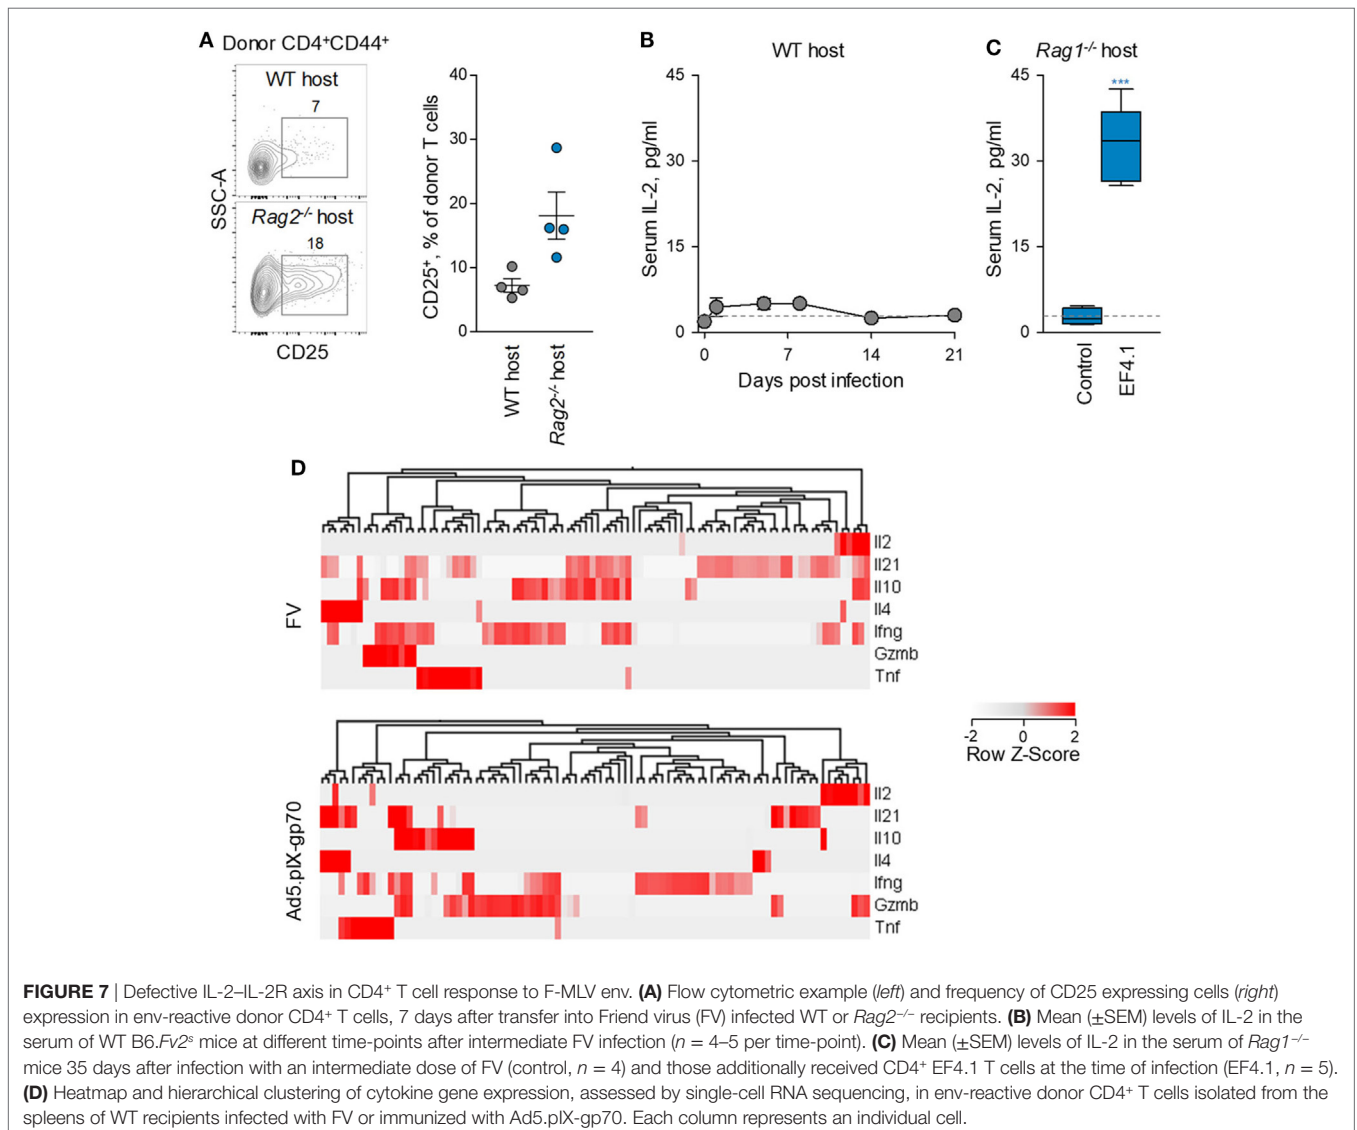 A Donor CD4⁺CD44⁺
WT host
7
Rag2⁻/⁻ host
18
SSC-A
CD25
40
30
20
10
0
CD25⁺, % of donor T cells
WT host
Rag2⁻/⁻ host
B
WT host
45
30
15
0
Serum IL-2, pg/ml
0 7 14 21
Days post infection
C
Rag1⁻/⁻ host
45
30
15
0
Serum IL-2, pg/ml
***
Control
EF4.1
D
FV
Il2
Il21
Il10
Il4
Ifng
Gzmb
Tnf
Ad5.pIX-gp70
Il2
Il21
Il10
Il4
Ifng
Gzmb
Tnf
-2 0 2
Row Z-Score
FIGURE 7 | Defective IL-2–IL-2R axis in CD4⁺ T cell response to F-MLV env. (A) Flow cytometric example (left) and frequency of CD25 expressing cells (right)
expression in env-reactive donor CD4⁺ T cells, 7 days after transfer into Friend virus (FV) infected WT or Rag2⁻/⁻ recipients. (B) Mean (±SEM) levels of IL-2 in the
serum of WT B6.Fv2ˢ mice at different time-points after intermediate FV infection (n = 4–5 per time-point). (C) Mean (±SEM) levels of IL-2 in the serum of Rag1⁻/⁻
mice 35 days after infection with an intermediate dose of FV (control, n = 4) and those additionally received CD4⁺ EF4.1 T cells at the time of infection (EF4.1, n = 5).
(D) Heatmap and hierarchical clustering of cytokine gene expression, assessed by single-cell RNA sequencing, in env-reactive donor CD4⁺ T cells isolated from the
spleens of WT recipients infected with FV or immunized with Ad5.pIX-gp70. Each column represents an individual cell.